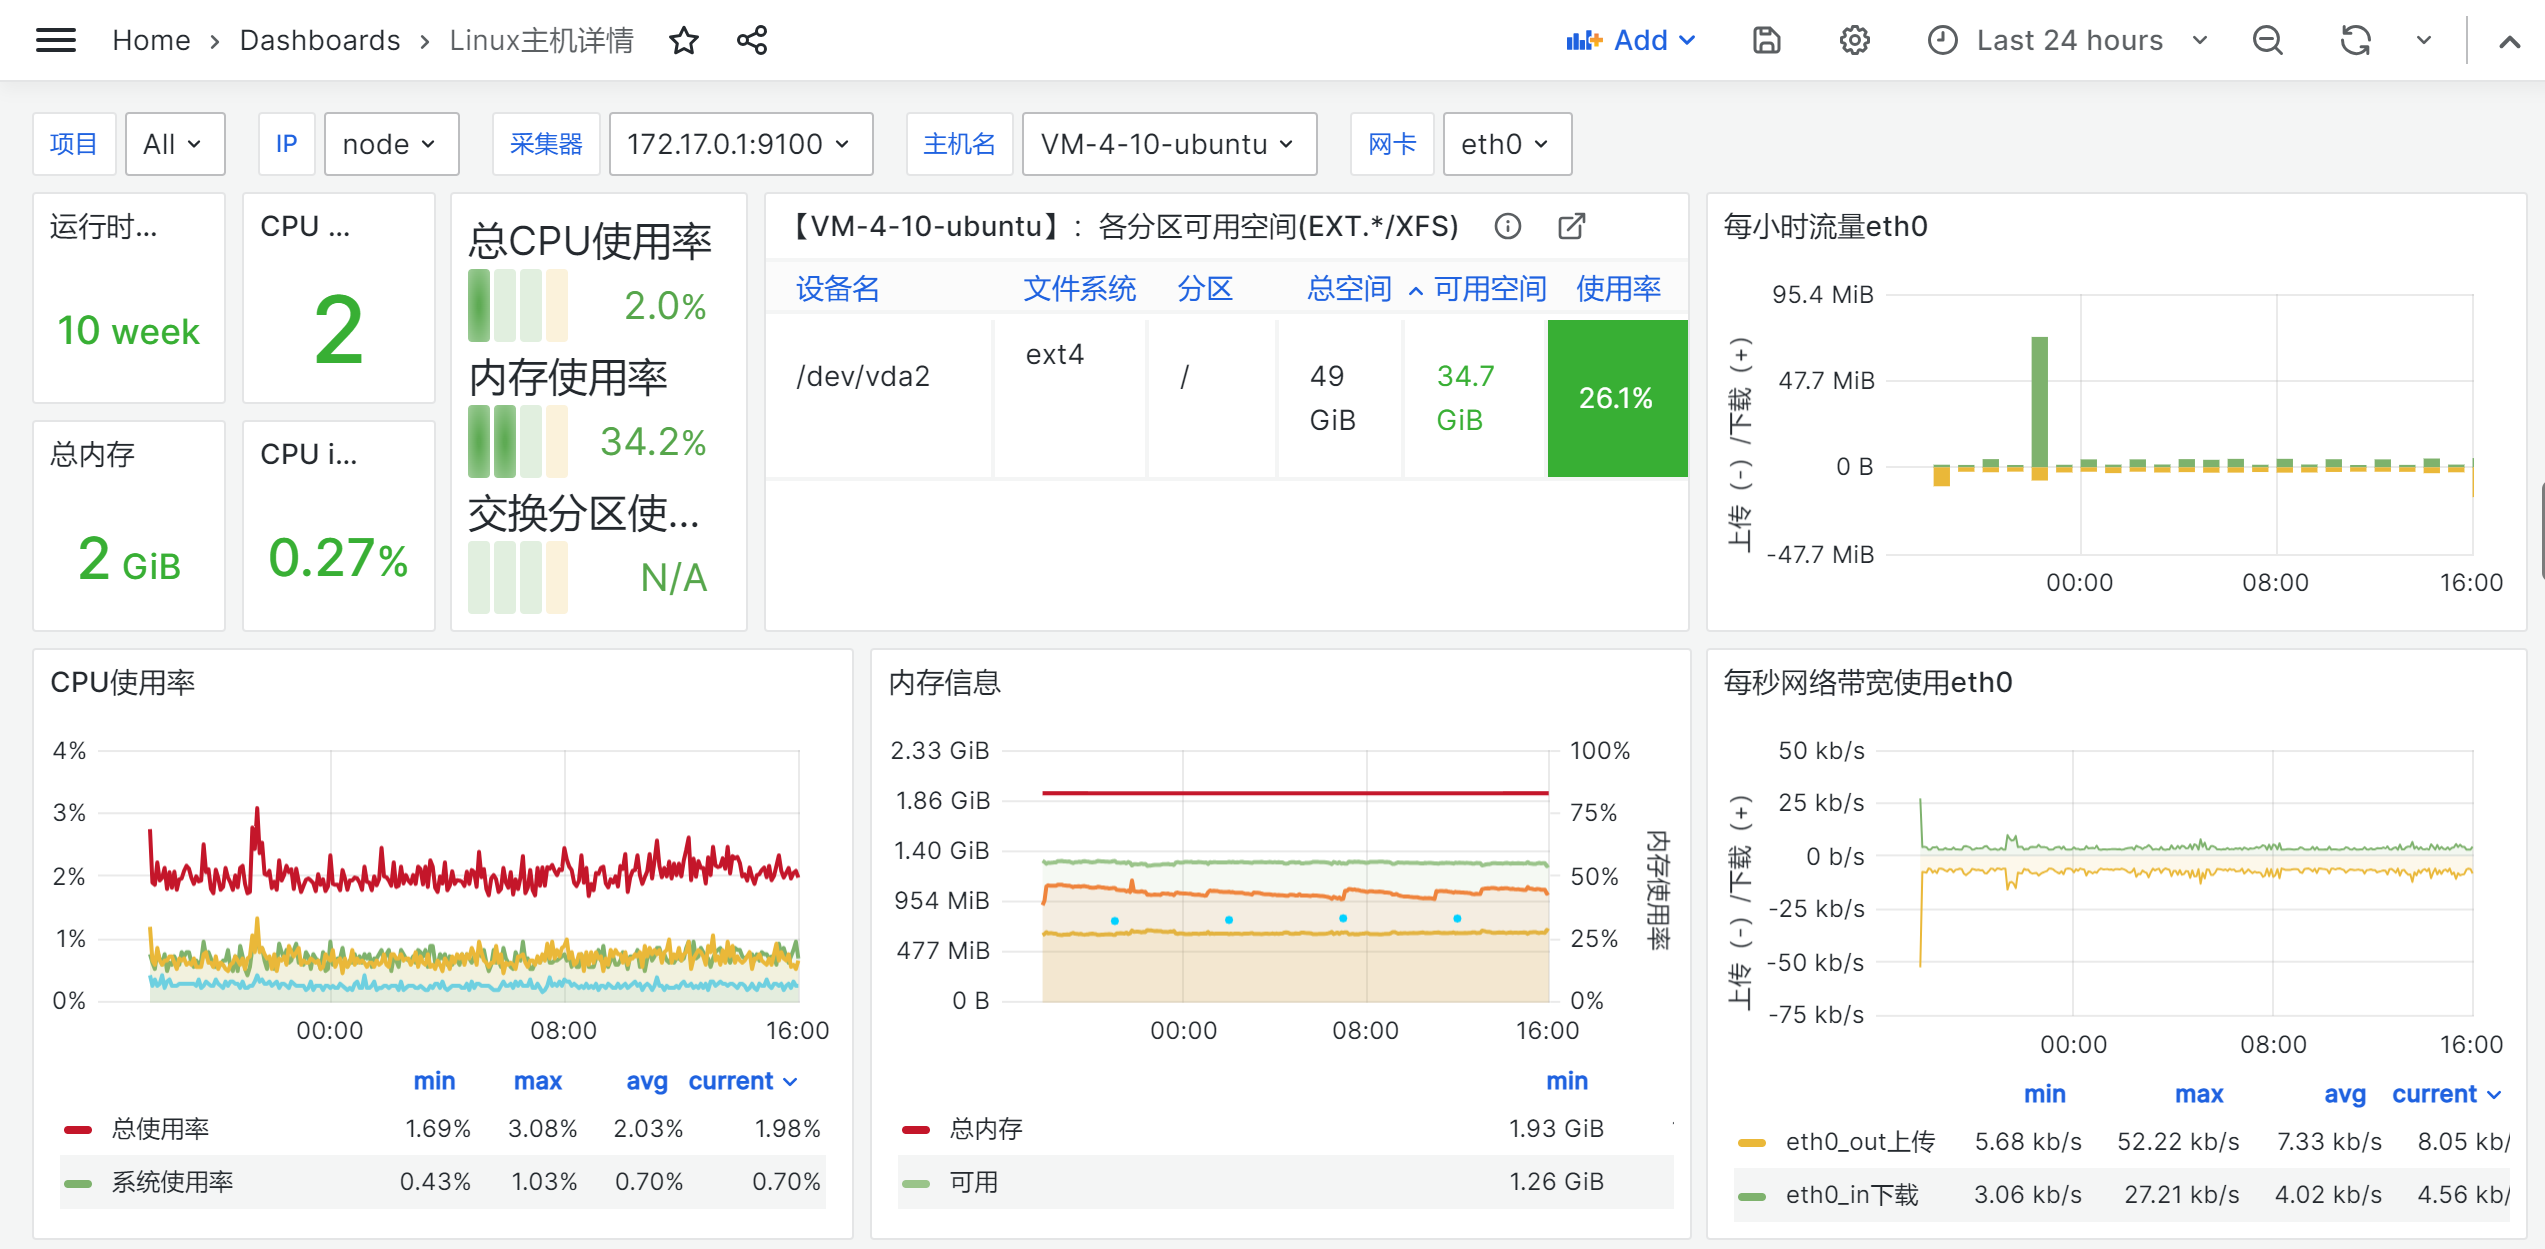 Home › Dashboards › Linux主机详情
Add
Last 24 hours
项目 All IP node 采集器 172.17.0.1:9100 主机名 VM-4-10-ubuntu 网卡 eth0
运行时...
10 week
CPU ...
2
总内存
2 GiB
CPU i...
0.27%
总CPU使用率
2.0%
内存使用率
34.2%
交换分区使...
N/A
【VM-4-10-ubuntu】：各分区可用空间(EXT.*/XFS)
设备名 文件系统 分区 总空间 可用空间 使用率
/dev/vda2 ext4 / 49 GiB 34.7 GiB 26.1%
每小时流量eth0
上传（-）/下载（+）
95.4 MiB
47.7 MiB
0 B
-47.7 MiB
00:00 08:00 16:00
CPU使用率
4%
3%
2%
1%
0%
00:00 08:00 16:00
min max avg current
总使用率 1.69% 3.08% 2.03% 1.98%
系统使用率 0.43% 1.03% 0.70% 0.70%
内存信息
2.33 GiB
1.86 GiB
1.40 GiB
954 MiB
477 MiB
0 B
100%
75%
50%
25%
0%
内存使用率
00:00 08:00 16:00
min
总内存 1.93 GiB
可用 1.26 GiB
每秒网络带宽使用eth0
上传（-）/下载（+）
50 kb/s
25 kb/s
0 b/s
-25 kb/s
-50 kb/s
-75 kb/s
00:00 08:00 16:00
min max avg current
eth0_out上传 5.68 kb/s 52.22 kb/s 7.33 kb/s 8.05 kb/
eth0_in下载 3.06 kb/s 27.21 kb/s 4.02 kb/s 4.56 kb/